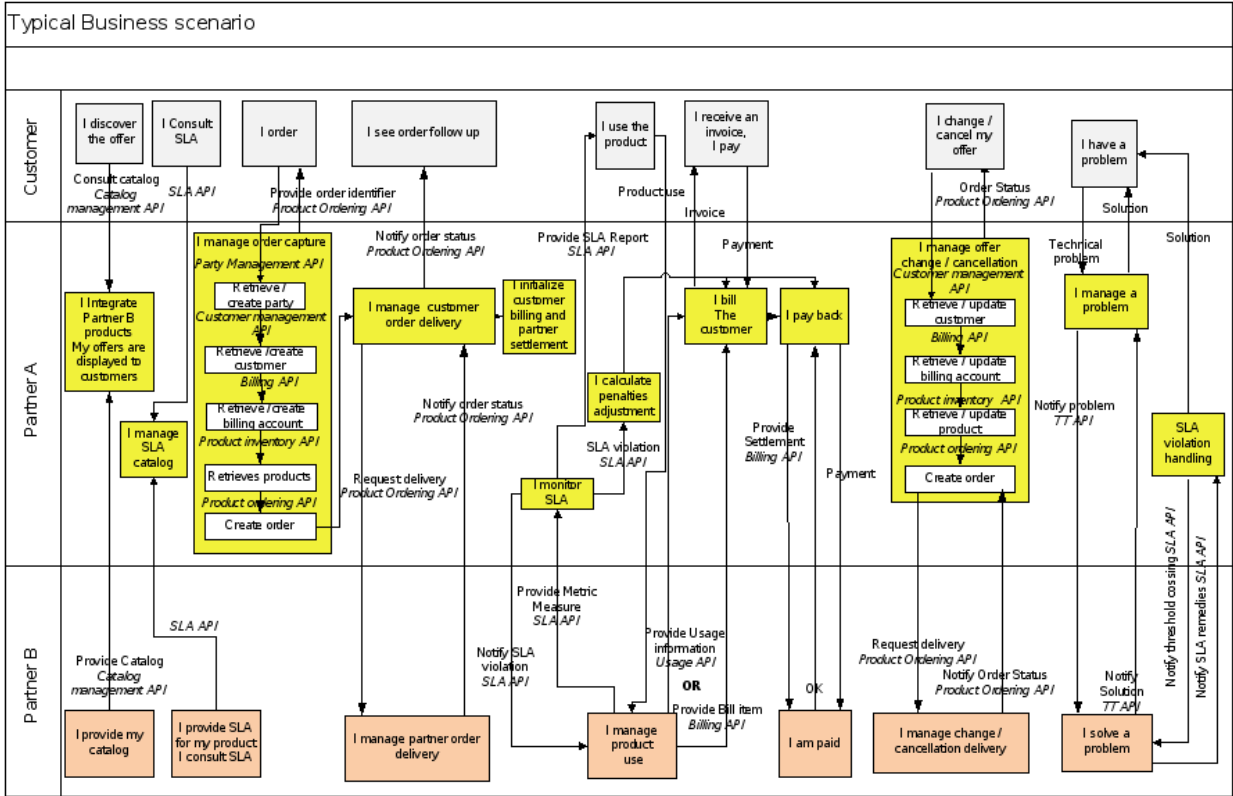 Typical Business scenario
Customer
I discover
the offer
I Consult
SLA
I order
I see order follow up
I use the
product
I receive an
invoice,
I pay
I change /
cancel my
offer
I have a
problem
Consult catalog
Catalog
management API
SLA API
Provide order identifier
Product Ordering API
Product use
Invoice
Order Status
Product Ordering API
Solution
Partner A
I manage order capture
Party Management API
Retrieve /
create party
Customer management
API
Retrieve /create
customer
Billing API
Retrieve /create
billing account
Product inventory API
Retrieves products
Product ordering API
Create order
Notify order status
Product Ordering API
Provide SLA Report
SLA API
Payment
I manage offer
change / cancellation
Customer management
API
Retrieve / update
customer
Billing API
Retrieve / update
billing account
Product inventory API
Retrieve / update
product
Product ordering API
Create order
Technical
problem
Solution
I Integrate
Partner B
products
My offers are
displayed to
customers
I manage customer
order delivery
I initialize
customer
billing and
partner
settlement
I bill
The
customer
I pay back
I manage a
problem
I manage
SLA
catalog
Notify order status
Product Ordering API
I calculate
penalties
adjustment
SLA violation
SLA API
I monitor
SLA
Request delivery
Product Ordering API
Provide
Settlement
Billing API
Payment
Notify problem
TT API
SLA
violation
handling
Partner B
Provide Catalog
Catalog
management API
SLA API
Provide Metric
Measure
SLA API
Notify SLA
violation
SLA API
Provide Usage
information
Usage API
OR
Provide Bill item
Billing API
OK
Request delivery
Product Ordering API
Notify Order Status
Product Ordering API
Notify
Solution
TT API
Notify threshold cossing SLA API
Notify SLA remedies SLA API
I provide my
catalog
I provide SLA
for my product
I consult SLA
I manage partner order
delivery
I manage
product
use
I am paid
I manage change /
cancellation delivery
I solve a
problem